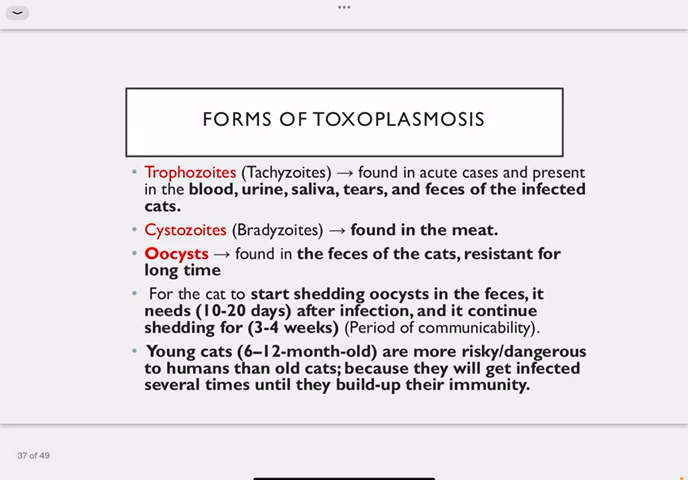 FORMS OF TOXOPLASMOSIS
• Trophozoites (Tachyzoites) → found in acute cases and present
in the blood, urine, saliva, tears, and feces of the infected
cats.
• Cystozoites (Bradyzoites) → found in the meat.
• Oocysts → found in the feces of the cats, resistant for
long time
• For the cat to start shedding oocysts in the feces, it
needs (10-20 days) after infection, and it continue
shedding for (3-4 weeks) (Period of communicability).
• Young cats (6–12-month-old) are more risky/dangerous
to humans than old cats; because they will get infected
several times until they build-up their immunity.
37 of 49